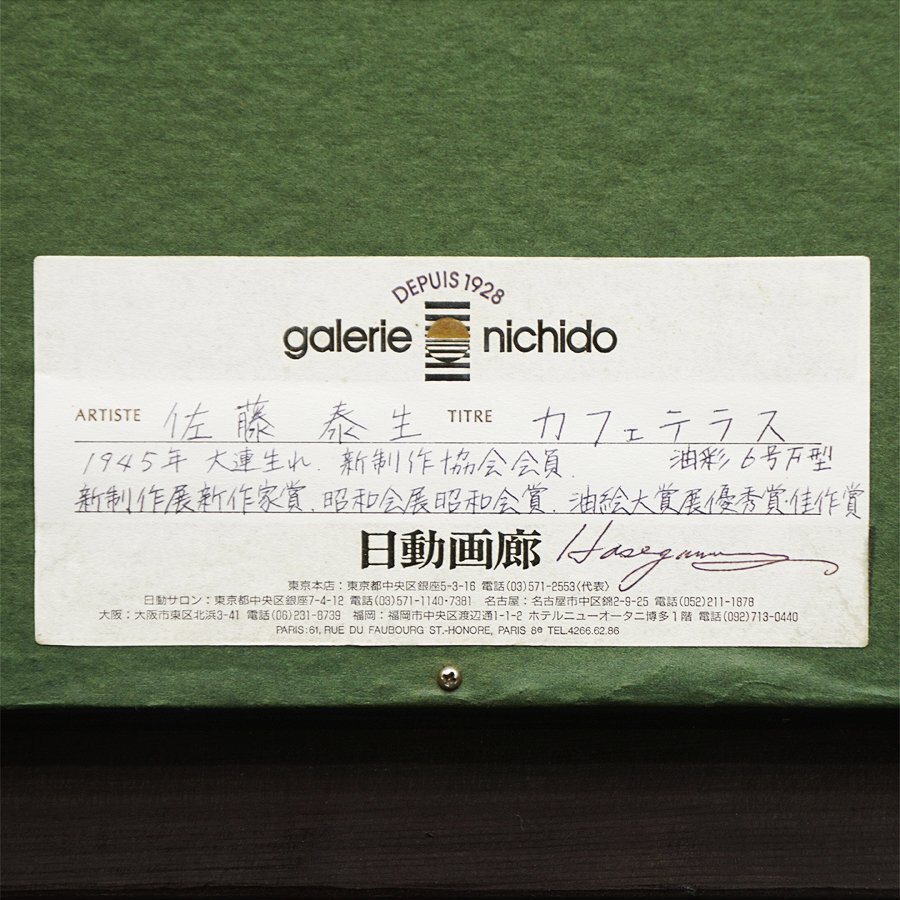 DEPUIS 1928
galerie nichido
ARTISTE 佐藤 泰生 TITRE カフェテラス
1945年 大連生れ. 新制作協会会員. 油彩 6号F型
新制作展新作家賞. 昭和会展昭和会賞. 油絵大賞展優秀賞・佳作賞
日動画廊 Hasegawa
東京本店：東京都中央区銀座5-3-16 電話(03)571-2553〈代表〉
日動サロン：東京都中央区銀座7-4-12 電話(03)571-1140･7381 名古屋：名古屋市中区錦2-9-25 電話(052)211-1878
大阪：大阪市東区北浜3-41 電話(06)231-8739 福岡：福岡市中央区渡辺通1-1-2 ホテルニューオータニ博多1階 電話(092)713-0440
PARIS:61, RUE DU FAUBOURG ST.-HONORE, PARIS 8e TEL.4266.62.86